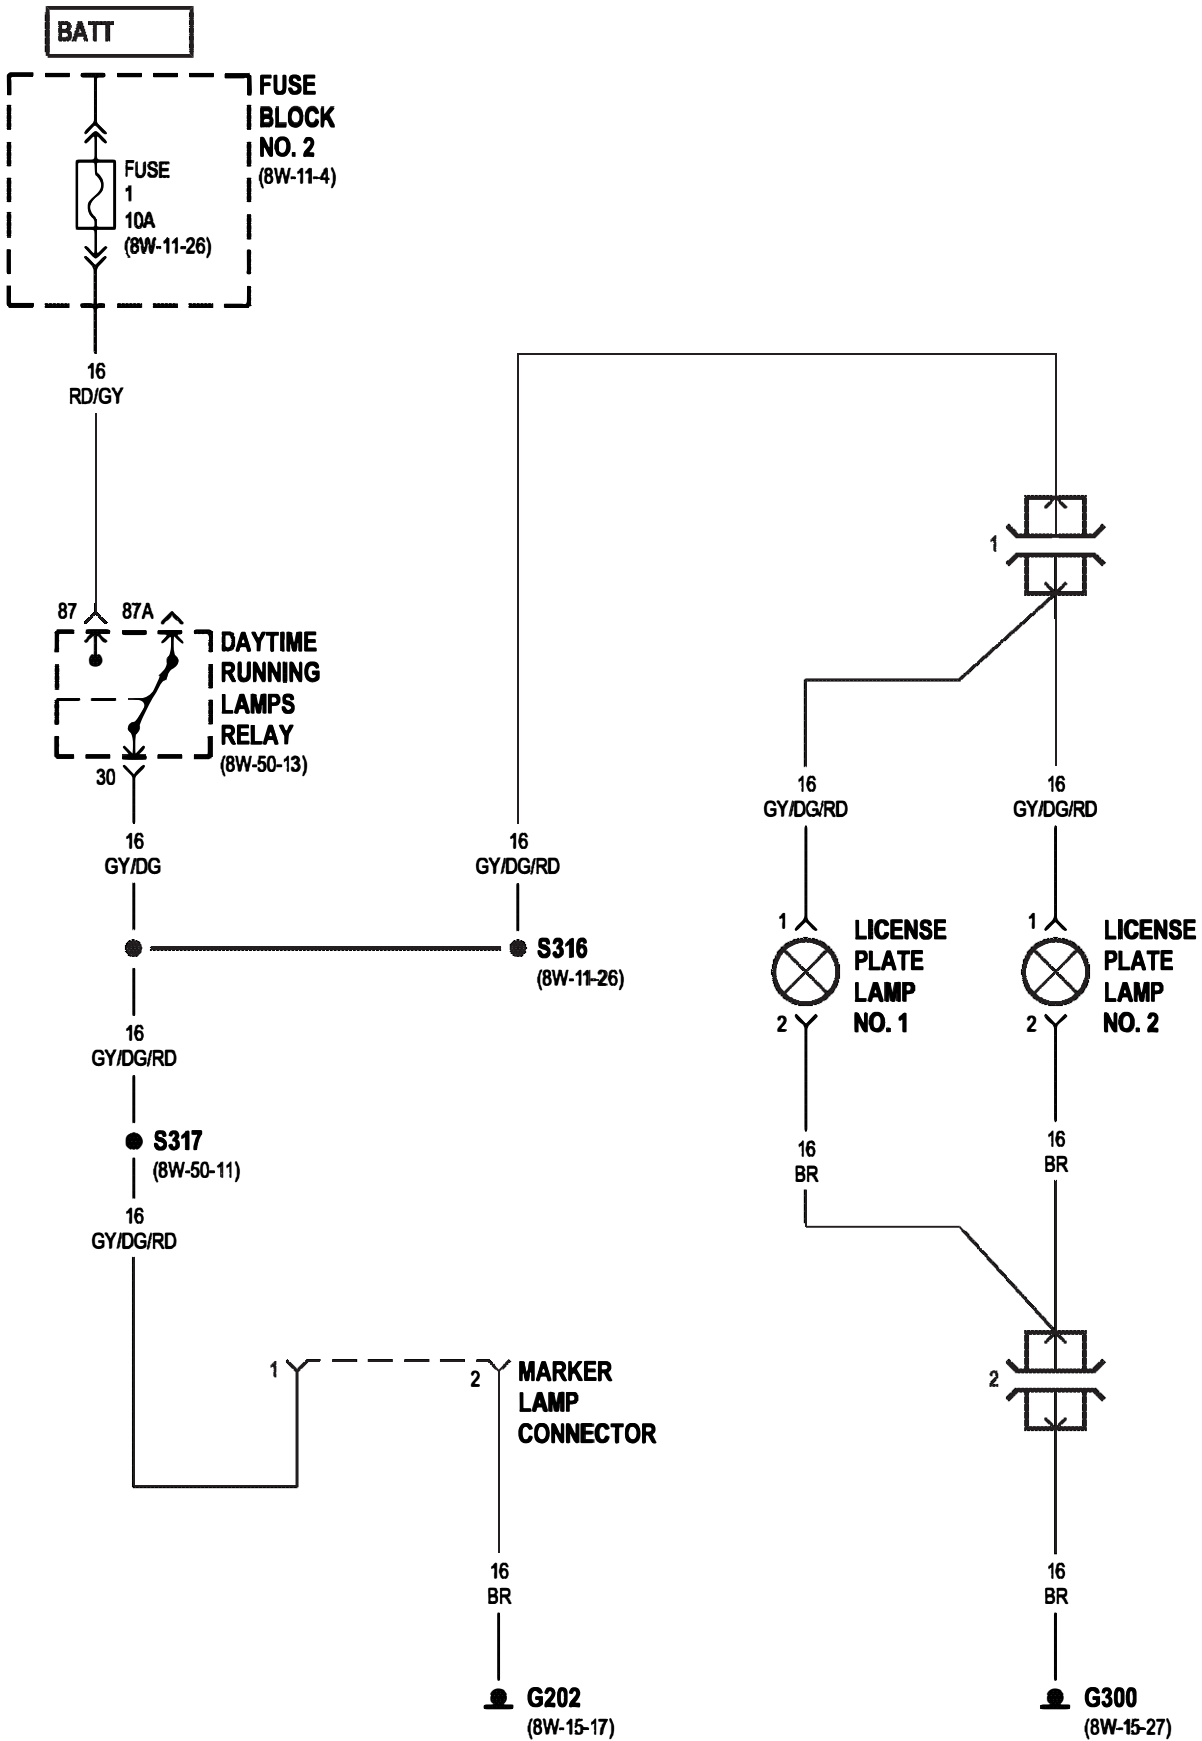 BATT
FUSE
BLOCK
NO. 2
(8W-11-4)
FUSE
1
10A
(8W-11-26)
16
RD/GY
87
87A
DAYTIME
RUNNING
LAMPS
RELAY
(8W-50-13)
30
16
GY/DG
16
GY/DG/RD
S316
(8W-11-26)
16
GY/DG/RD
S317
(8W-50-11)
16
GY/DG/RD
1
2
MARKER
LAMP
CONNECTOR
16
BR
G202
(8W-15-17)
1
16
GY/DG/RD
16
GY/DG/RD
1
LICENSE
PLATE
LAMP
NO. 1
2
1
LICENSE
PLATE
LAMP
NO. 2
2
16
BR
16
BR
2
16
BR
G300
(8W-15-27)